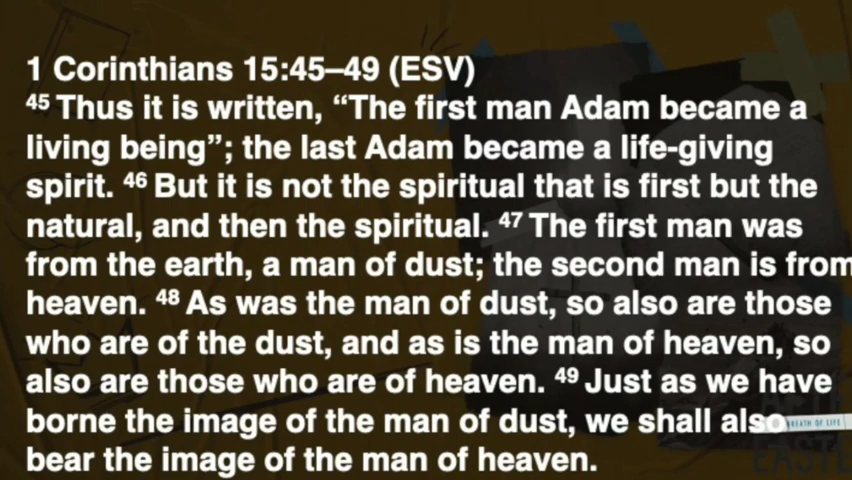 1 Corinthians 15:45–49 (ESV)
45 Thus it is written, “The first man Adam became a
living being”; the last Adam became a life-giving
spirit. 46 But it is not the spiritual that is first but the
natural, and then the spiritual. 47 The first man was
from the earth, a man of dust; the second man is from
heaven. 48 As was the man of dust, so also are those
who are of the dust, and as is the man of heaven, so
also are those who are of heaven. 49 Just as we have
borne the image of the man of dust, we shall also
BREATH OF LIFE
bear the image of the man of heaven.